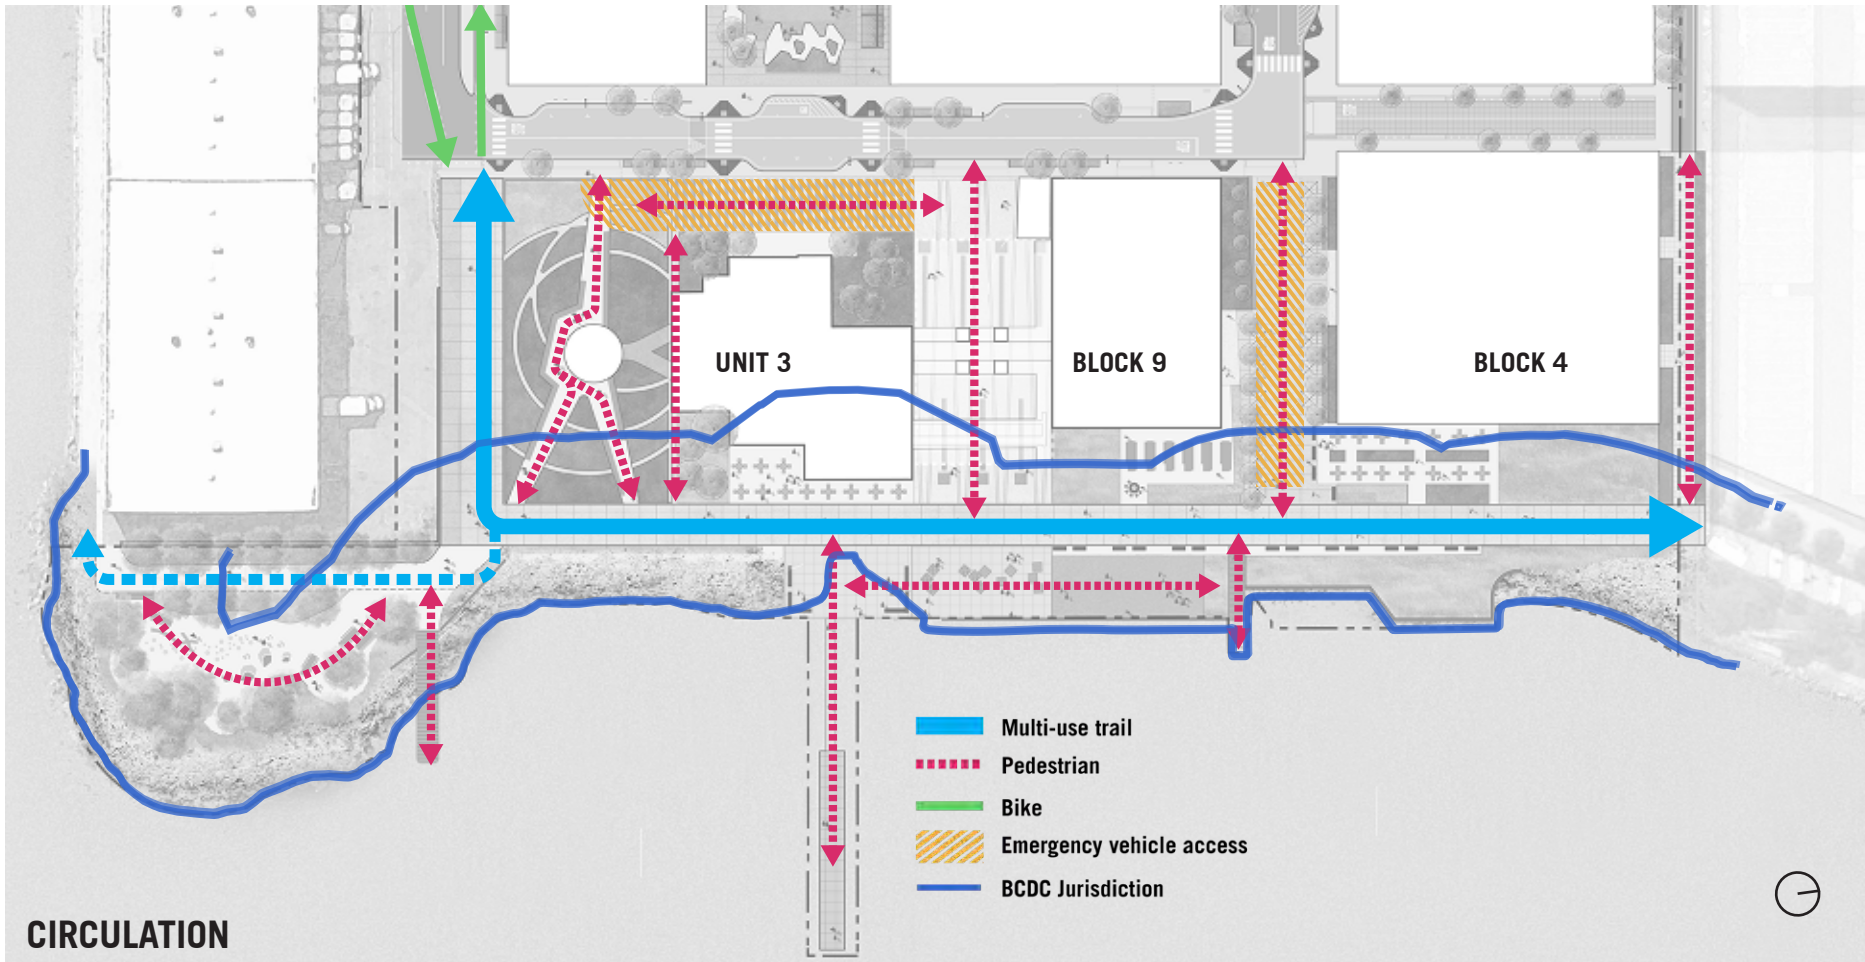 UNIT 3
BLOCK 9
BLOCK 4
Multi-use trail
Pedestrian
Bike
Emergency vehicle access
BCDC Jurisdiction
CIRCULATION